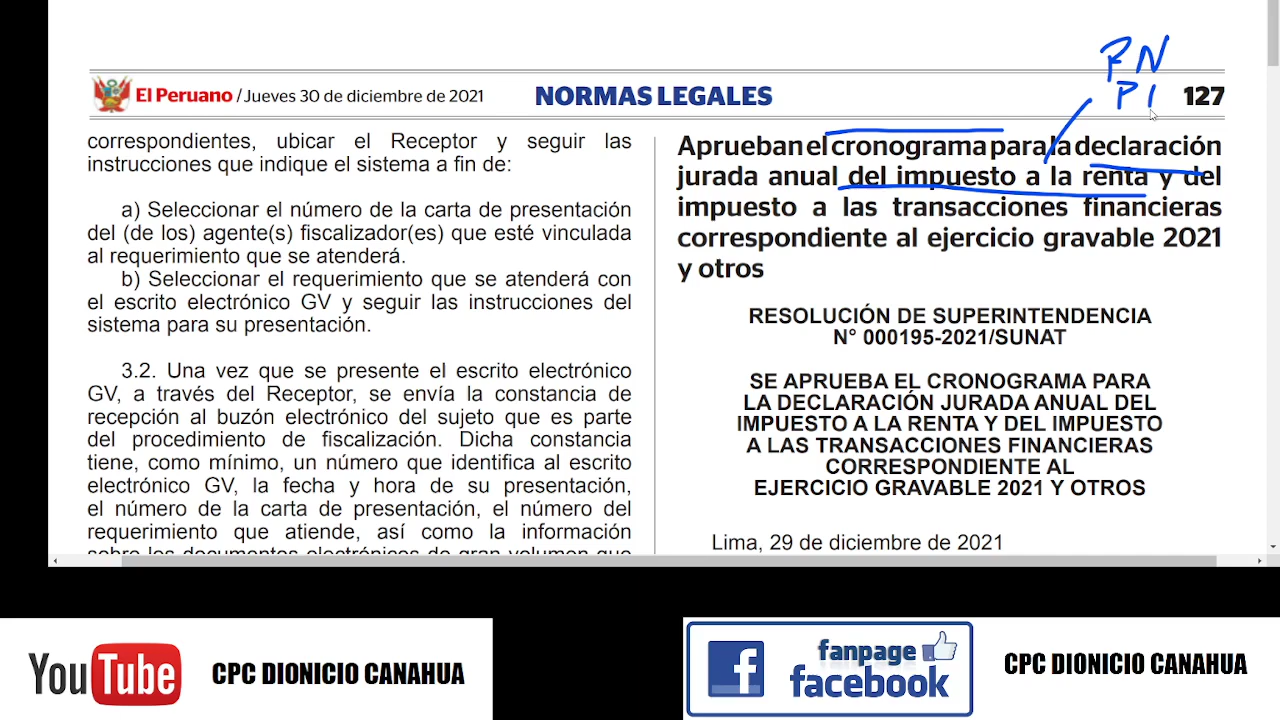 PN
PI
El Peruano / Jueves 30 de diciembre de 2021
NORMAS LEGALES
127
correspondientes, ubicar el Receptor y seguir las
instrucciones que indique el sistema a fin de:
a) Seleccionar el número de la carta de presentación
del (de los) agente(s) fiscalizador(es) que esté vinculada
al requerimiento que se atenderá.
b) Seleccionar el requerimiento que se atenderá con
el escrito electrónico GV y seguir las instrucciones del
sistema para su presentación.
3.2. Una vez que se presente el escrito electrónico
GV, a través del Receptor, se envía la constancia de
recepción al buzón electrónico del sujeto que es parte
del procedimiento de fiscalización. Dicha constancia
tiene, como mínimo, un número que identifica al escrito
electrónico GV, la fecha y hora de su presentación,
el número de la carta de presentación, el número del
requerimiento que atiende, así como la información
sobre los documentos electrónicos de gran volumen que
Aprueban el cronograma para la declaración
jurada anual del impuesto a la renta y del
impuesto a las transacciones financieras
correspondiente al ejercicio gravable 2021
y otros
RESOLUCIÓN DE SUPERINTENDENCIA
N° 000195-2021/SUNAT
SE APRUEBA EL CRONOGRAMA PARA
LA DECLARACIÓN JURADA ANUAL DEL
IMPUESTO A LA RENTA Y DEL IMPUESTO
A LAS TRANSACCIONES FINANCIERAS
CORRESPONDIENTE AL
EJERCICIO GRAVABLE 2021 Y OTROS
Lima, 29 de diciembre de 2021
YouTube
CPC DIONICIO CANAHUA
fanpage
facebook
CPC DIONICIO CANAHUA